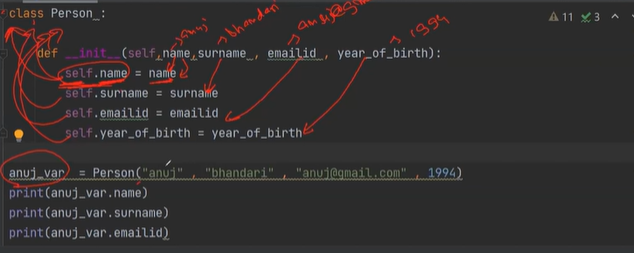 class Person_: 11 3
anuj bhandari anuj@gm 1994
def __init__(self,name,surname , emailid , year_of_birth):
self.name = name
self.surname = surname
self.emailid = emailid
self.year_of_birth = year_of_birth
anuj_var = Person("anuj" , "bhandari" , "anuj@gmail.com" , 1994)
print(anuj_var.name)
print(anuj_var.surname)
print(anuj_var.emailid)